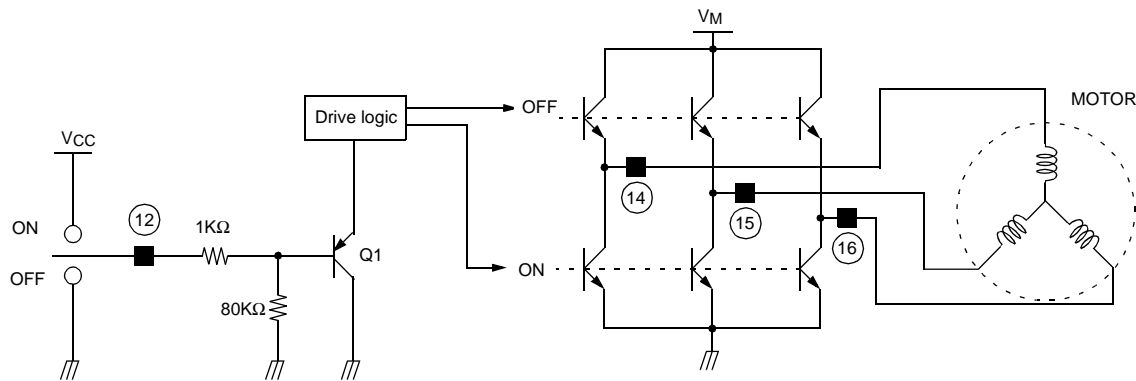 VM
OFF
MOTOR
Drive logic
VCC
14
12
15
ON
1KΩ
16
Q1
OFF
ON
80KΩ